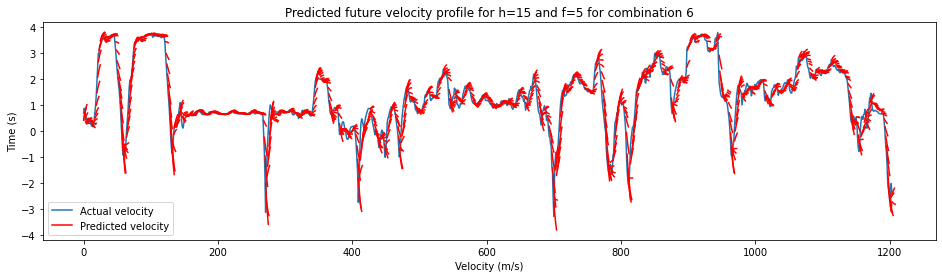 Predicted future velocity profile for h=15 and f=5 for combination 6
4
3
2
1
0
−1
−2
−3
−4
Time (s)
Actual velocity
Predicted velocity
0 200 400 600 800 1000 1200
Velocity (m/s)